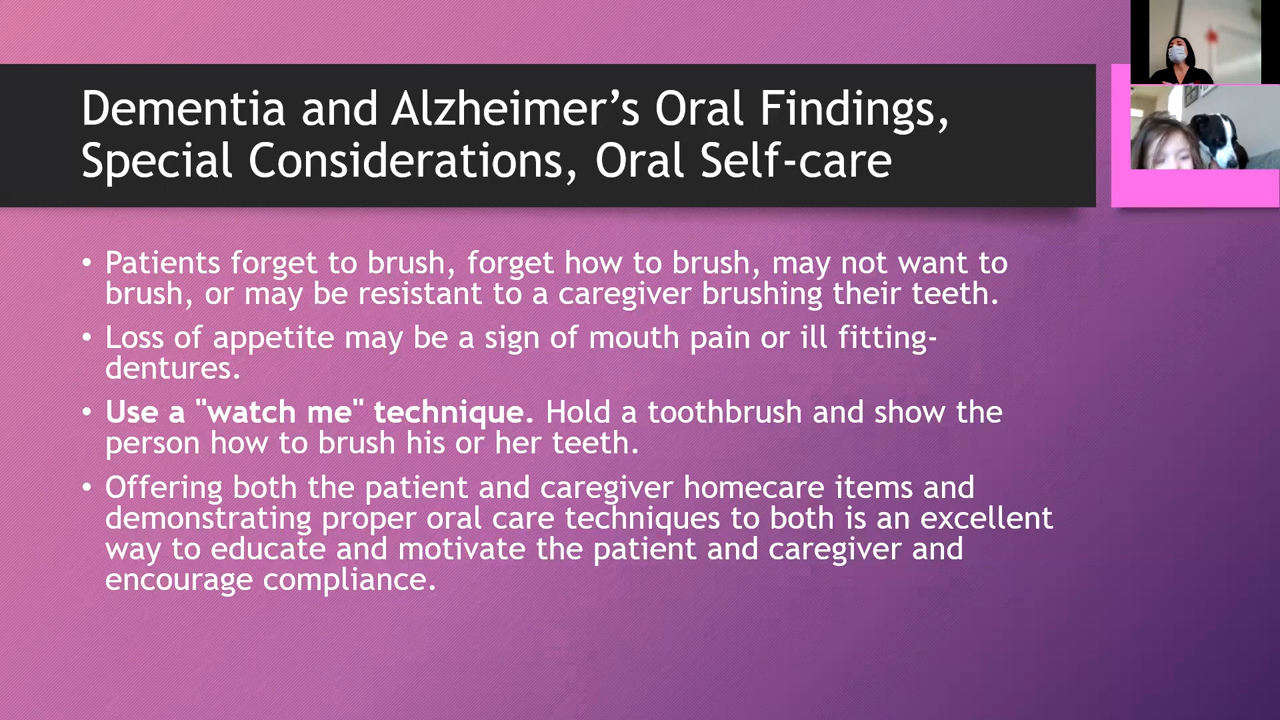 Dementia and Alzheimer’s Oral Findings,
Special Considerations, Oral Self-care
• Patients forget to brush, forget how to brush, may not want to
brush, or may be resistant to a caregiver brushing their teeth.
• Loss of appetite may be a sign of mouth pain or ill fitting-
dentures.
• Use a "watch me" technique. Hold a toothbrush and show the
person how to brush his or her teeth.
• Offering both the patient and caregiver homecare items and
demonstrating proper oral care techniques to both is an excellent
way to educate and motivate the patient and caregiver and
encourage compliance.